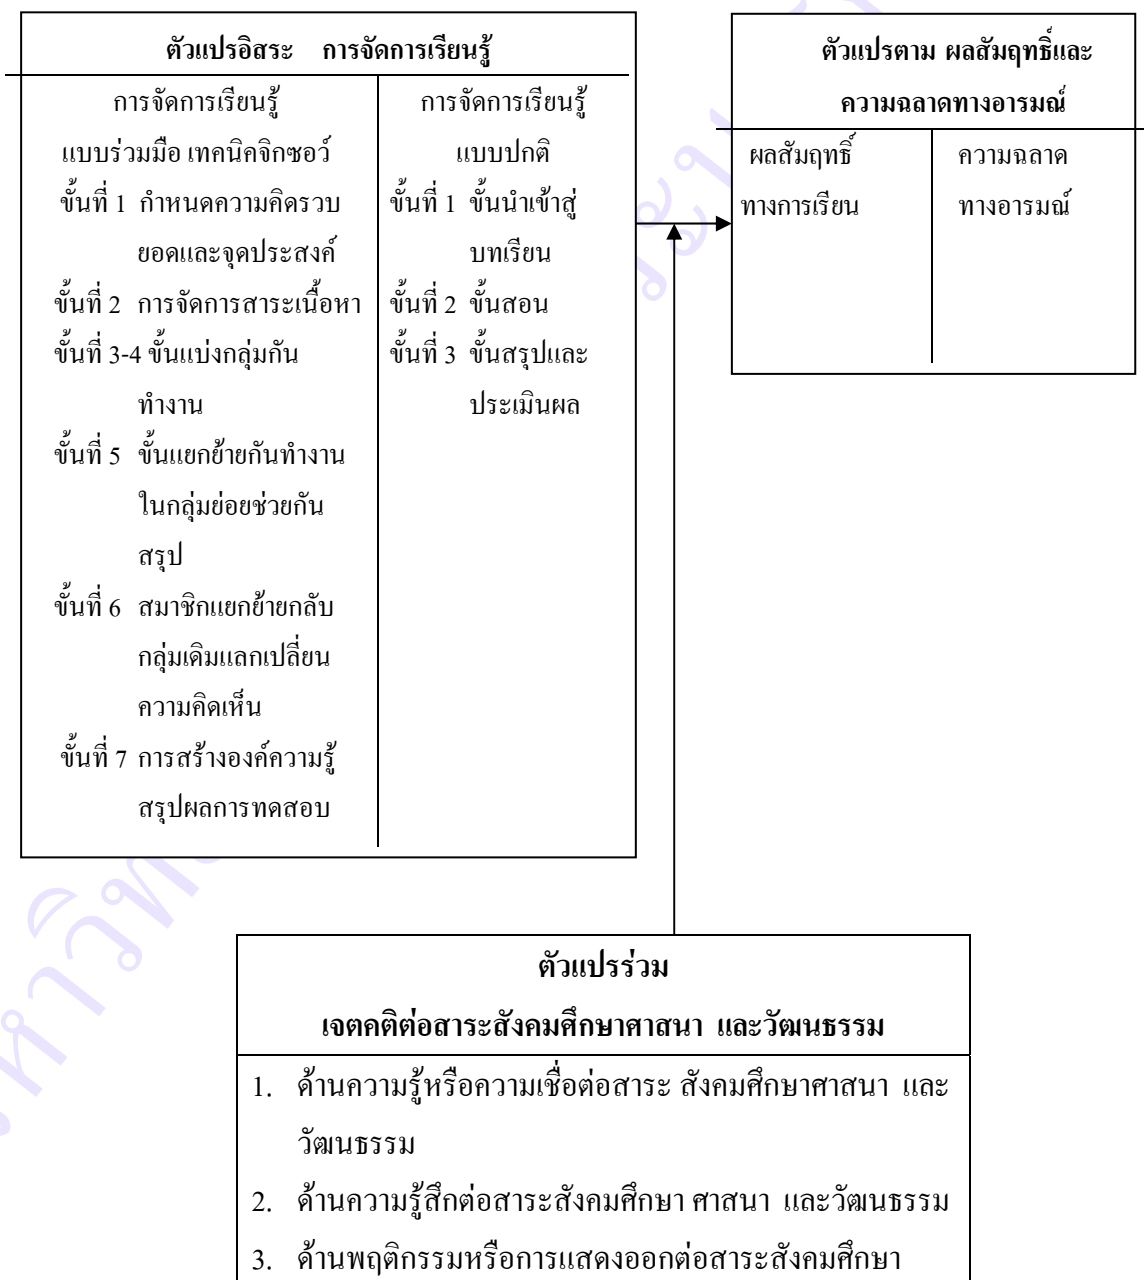 ตัวแปรอิสระ การจัดการเรียนรู้
การจัดการเรียนรู้
แบบร่วมมือ เทคนิคจิกซอว์
ขั้นที่ 1 กำหนดความคิดรวบ
ยอดและจุดประสงค์
ขั้นที่ 2 การจัดการสาระเนื้อหา
ขั้นที่ 3-4 ขั้นแบ่งกลุ่มกัน
ทำงาน
ขั้นที่ 5 ขั้นแยกย้ายกันทำงาน
ในกลุ่มย่อยช่วยกัน
สรุป
ขั้นที่ 6 สมาชิกแยกย้ายกลับ
กลุ่มเดิมแลกเปลี่ยน
ความคิดเห็น
ขั้นที่ 7 การสร้างองค์ความรู้
สรุปผลการทดสอบ
การจัดการเรียนรู้
แบบปกติ
ขั้นที่ 1 ขั้นนำเข้าสู่
บทเรียน
ขั้นที่ 2 ขั้นสอน
ขั้นที่ 3 ขั้นสรุปและ
ประเมินผล
ตัวแปรตาม ผลสัมฤทธิ์และ
ความฉลาดทางอารมณ์
ผลสัมฤทธิ์
ทางการเรียน
ความฉลาด
ทางอารมณ์
ตัวแปรร่วม
เจตคติต่อสาระสังคมศึกษาศาสนา และวัฒนธรรม
1. ด้านความรู้หรือความเชื่อต่อสาระ สังคมศึกษาศาสนา และ
วัฒนธรรม
2. ด้านความรู้สึกต่อสาระสังคมศึกษา ศาสนา และวัฒนธรรม
3. ด้านพฤติกรรมหรือการแสดงออกต่อสาระสังคมศึกษา